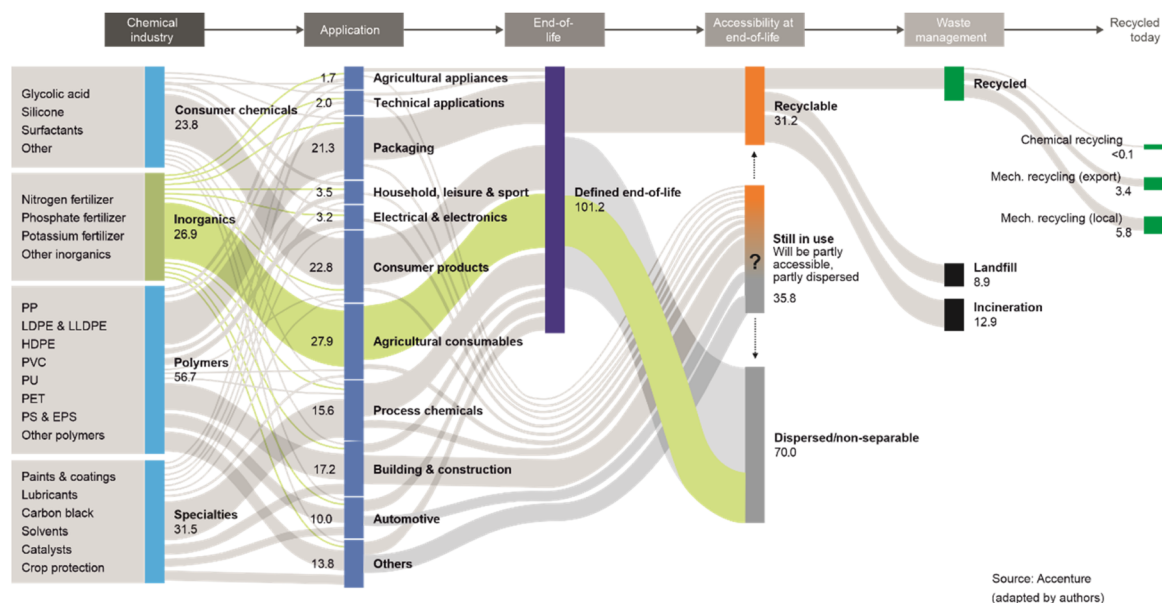 Chemical
industry
Application
End-of-
life
Accessibility at
end-of-life
Waste
management
Recycled
today
Glycolic acid
Silicone
Surfactants
Other
Consumer chemicals
23.8
Nitrogen fertilizer
Phosphate fertilizer
Potassium fertilizer
Other inorganics
Inorganics
26.9
PP
LDPE & LLDPE
HDPE
PVC
PU
PET
PS & EPS
Other polymers
Polymers
56.7
Paints & coatings
Lubricants
Carbon black
Solvents
Catalysts
Crop protection
Specialties
31.5
1.7 Agricultural appliances
2.0 Technical applications
21.3 Packaging
3.5 Household, leisure & sport
3.2 Electrical & electronics
22.8 Consumer products
27.9 Agricultural consumables
15.6 Process chemicals
17.2 Building & construction
10.0 Automotive
13.8 Others
Defined end-of-life
101.2
Recyclable
31.2
?
Still in use
Will be partly
accessible,
partly dispersed
35.8
Dispersed/non-separable
70.0
Recycled
Landfill
8.9
Incineration
12.9
Chemical recycling
<0.1
Mech. recycling (export)
3.4
Mech. recycling (local)
5.8
Source: Accenture
(adapted by authors)